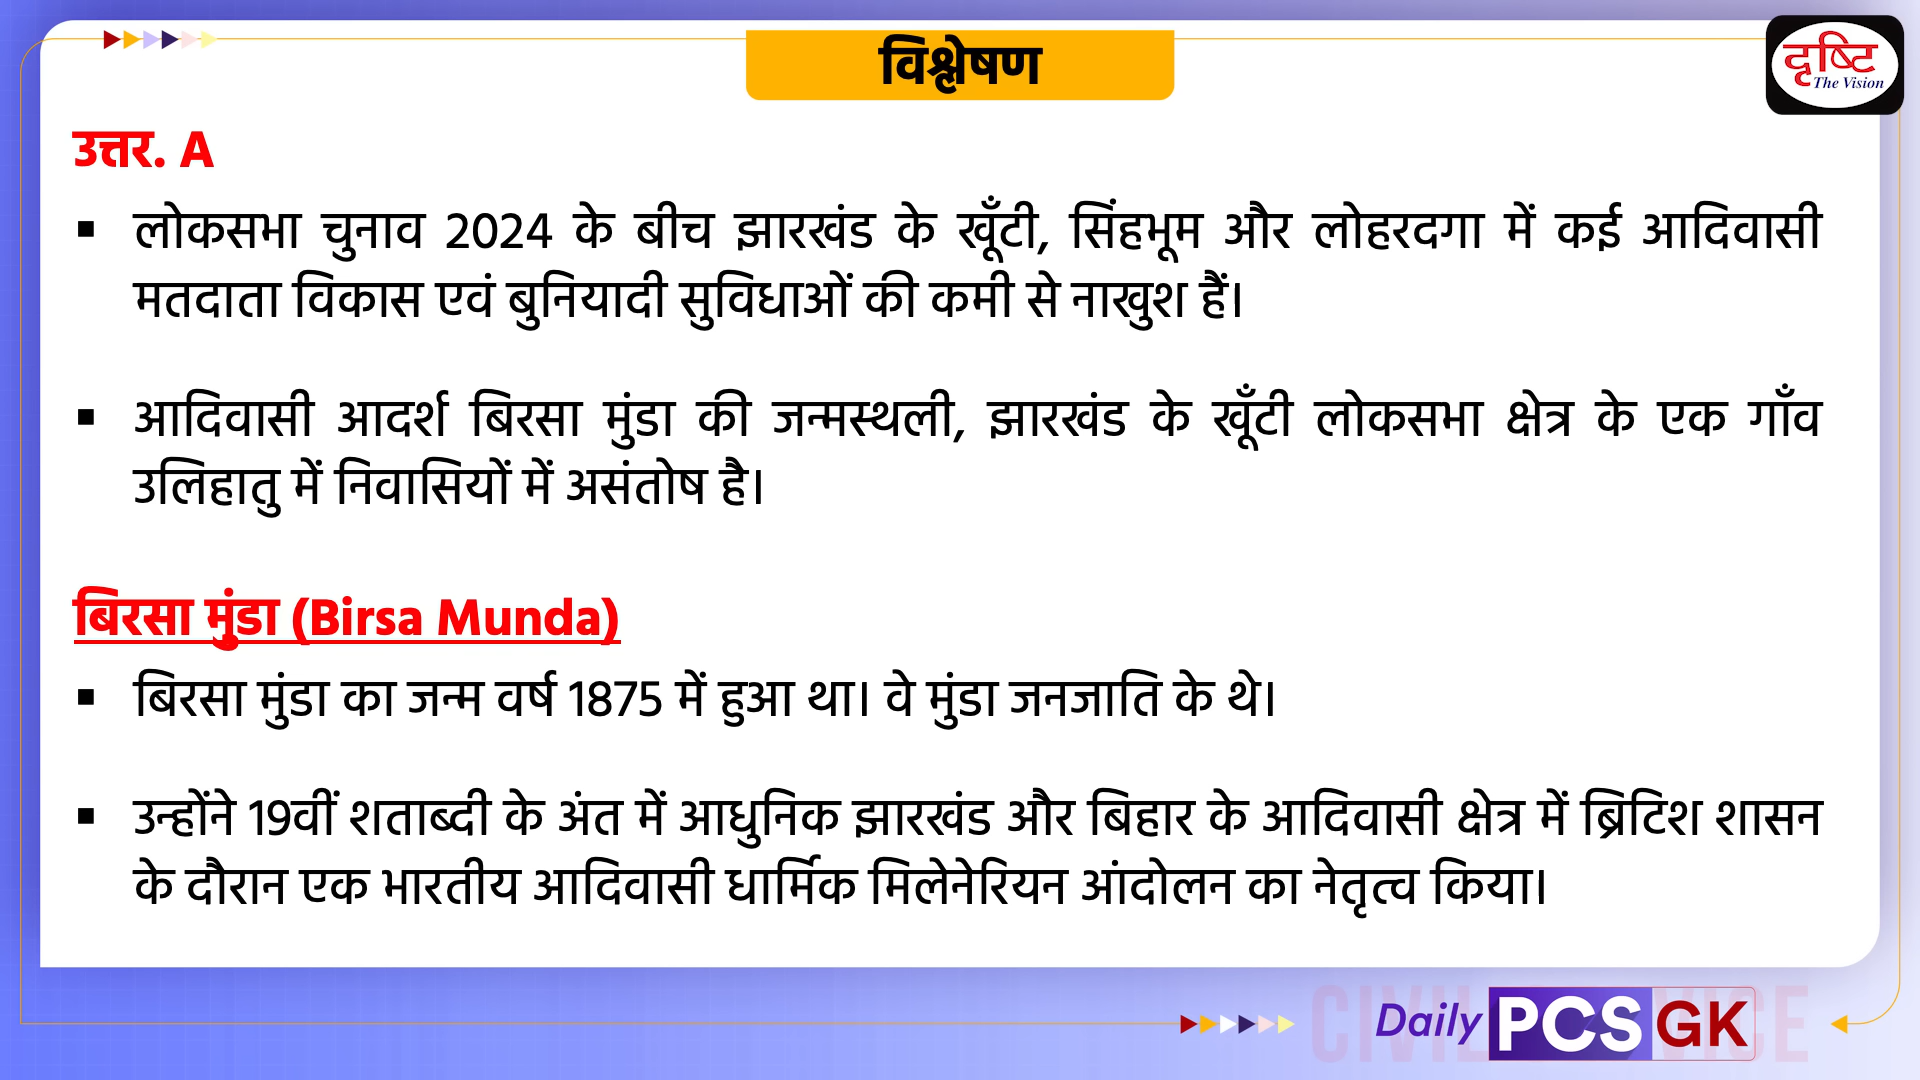 विश्लेषण
दृष्टि
The Vision
उत्तर. A
▪ लोकसभा चुनाव 2024 के बीच झारखंड के खूँटी, सिंहभूम और लोहरदगा में कई आदिवासी
मतदाता विकास एवं बुनियादी सुविधाओं की कमी से नाखुश हैं।
▪ आदिवासी आदर्श बिरसा मुंडा की जन्मस्थली, झारखंड के खूँटी लोकसभा क्षेत्र के एक गाँव
उलिहातु में निवासियों में असंतोष है।
बिरसा मुंडा (Birsa Munda)
▪ बिरसा मुंडा का जन्म वर्ष 1875 में हुआ था। वे मुंडा जनजाति के थे।
▪ उन्होंने 19वीं शताब्दी के अंत में आधुनिक झारखंड और बिहार के आदिवासी क्षेत्र में ब्रिटिश शासन
के दौरान एक भारतीय आदिवासी धार्मिक मिलेनेरियन आंदोलन का नेतृत्व किया।
Daily PCS GK